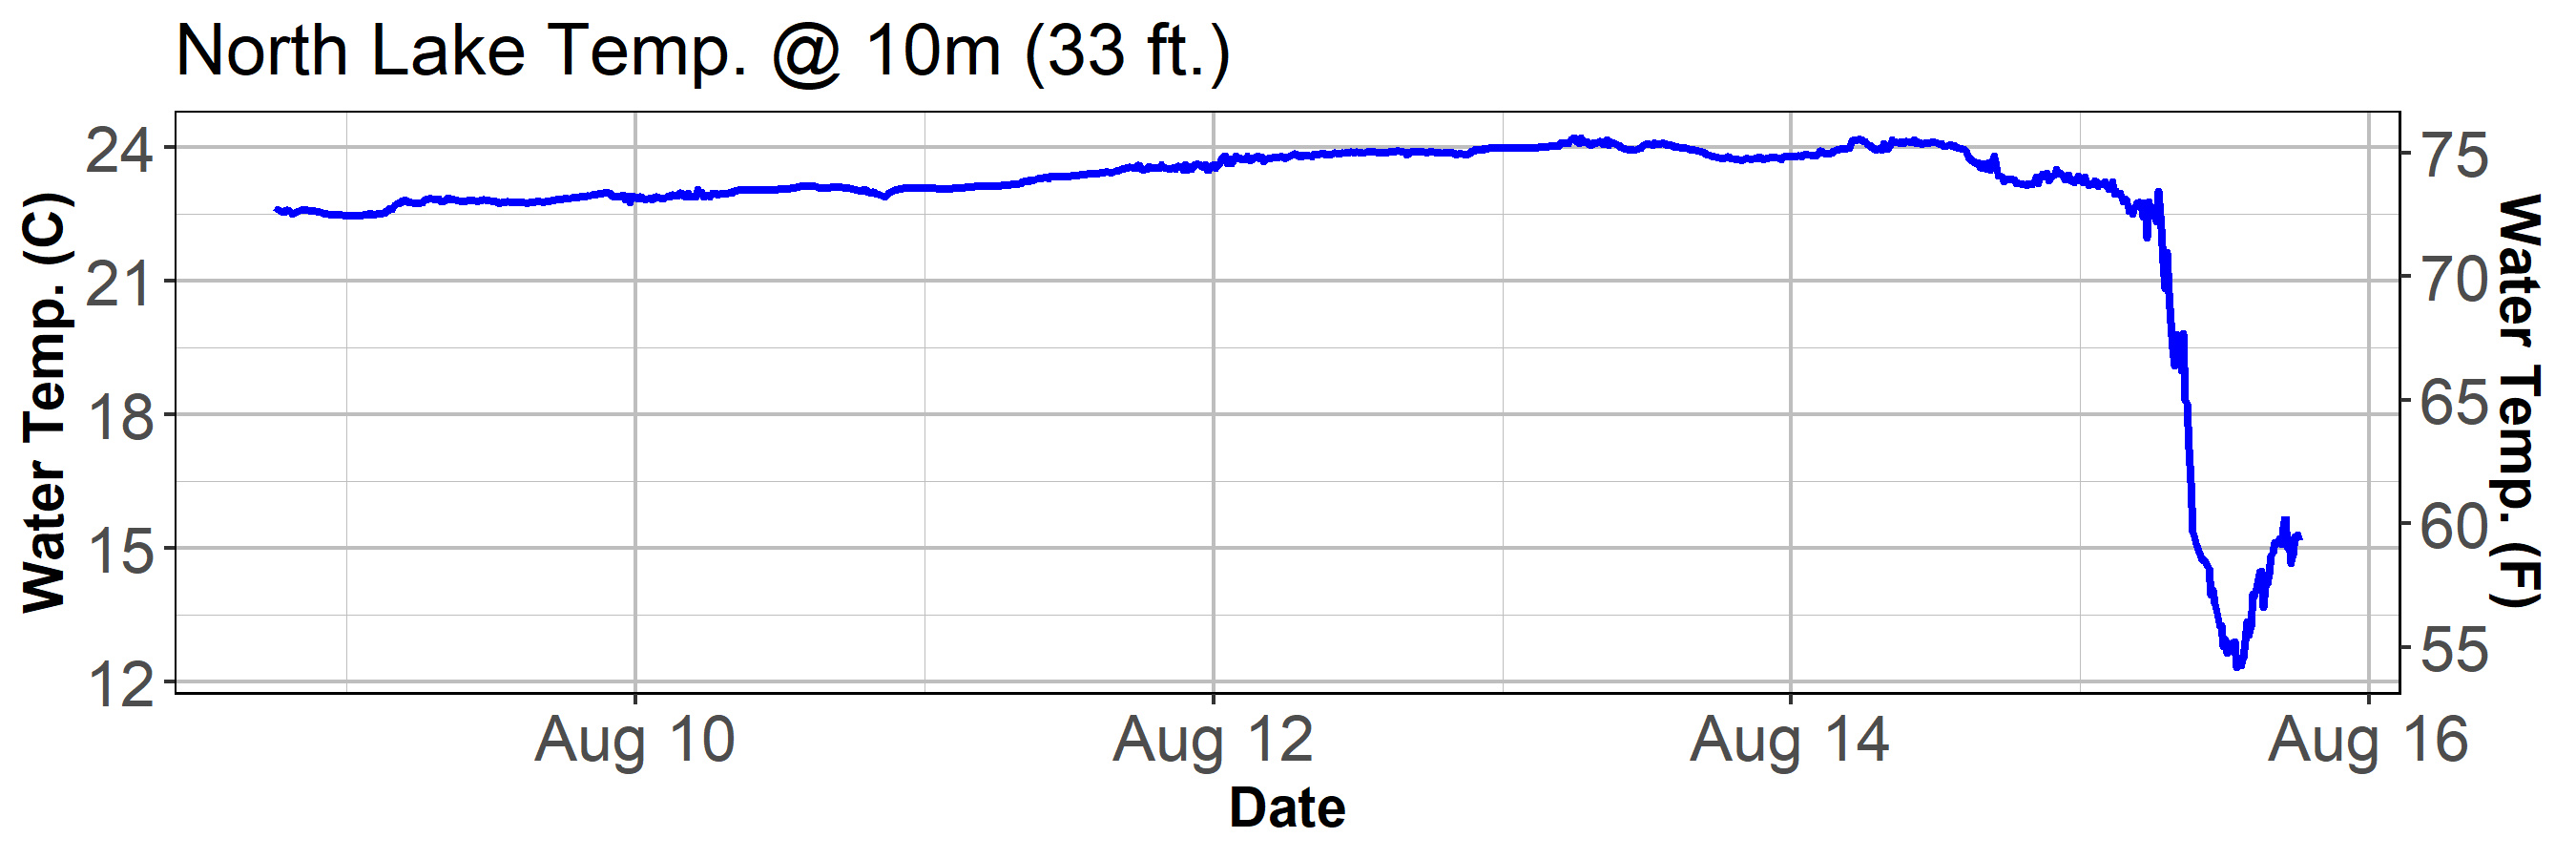 North Lake Temp. @ 10m (33 ft.)
Water Temp. (C)
24
21
18
15
12
75
70
65
60
55
Water Temp. (F)
Aug 10
Aug 12
Aug 14
Aug 16
Date